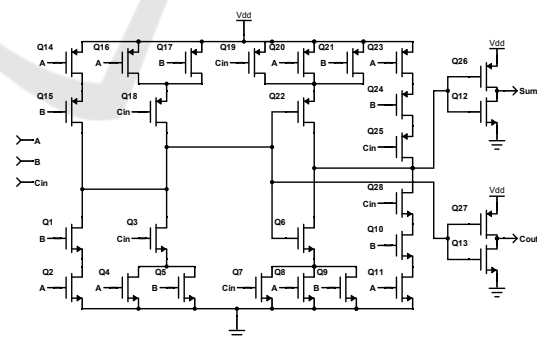 Vdd
Q14 Q16 Q17 Q19 Q20 Q21 Q23
A A B Cin A B A
Q26 Vdd
Q15 Q18 Q22 Q24
B Cin B
Q12 Sum
Q25
Cin
A
B
Cin
Q28
Cin
Vdd
Q1 Q3 Q6 Q10 Q27
B Cin B
Q13 Cout
Q2 Q4 Q5 Q7 Q8 Q9 Q11
A A B Cin A B A